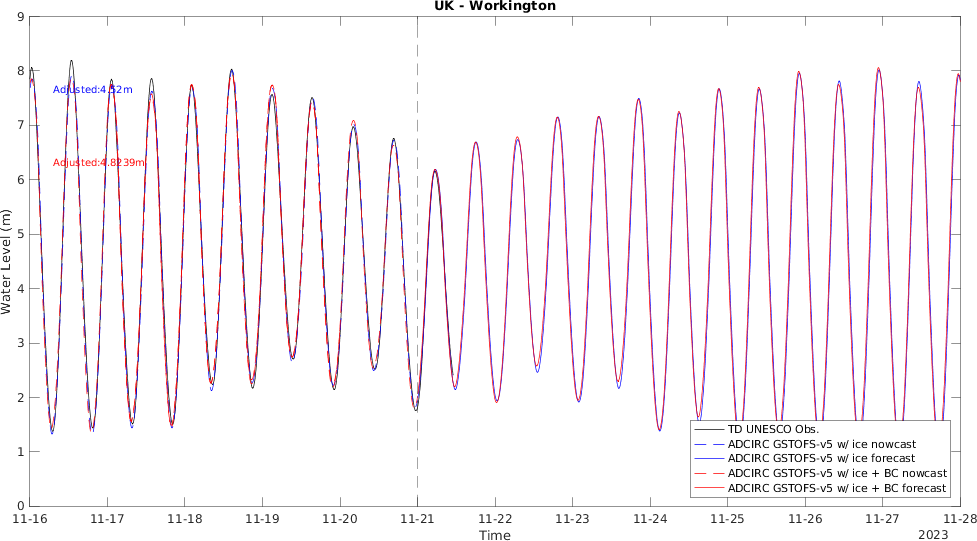 UK - Workington
9
8
7
6
5
4
3
2
1
0
Water Level (m)
Adjusted:4.52m
Adjusted:4.8239m
TD UNESCO Obs.
ADCIRC GSTOFS-v5 w/ ice nowcast
ADCIRC GSTOFS-v5 w/ ice forecast
ADCIRC GSTOFS-v5 w/ ice + BC nowcast
ADCIRC GSTOFS-v5 w/ ice + BC forecast
11-16 11-17 11-18 11-19 11-20 11-21 11-22 11-23 11-24 11-25 11-26 11-27 11-28
Time
2023